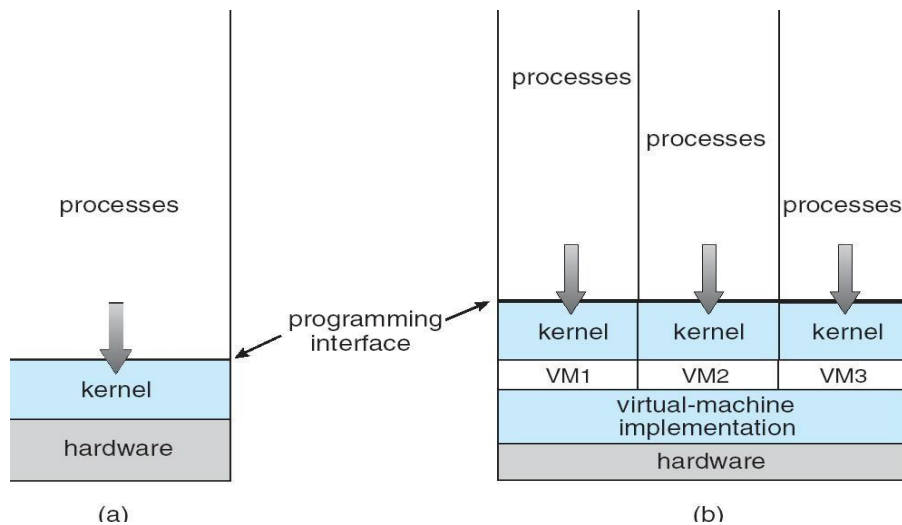 processes
kernel
hardware
(a)
programming
interface
processes
processes
processes
kernel
kernel
kernel
VM1
VM2
VM3
virtual-machine
implementation
hardware
(b)